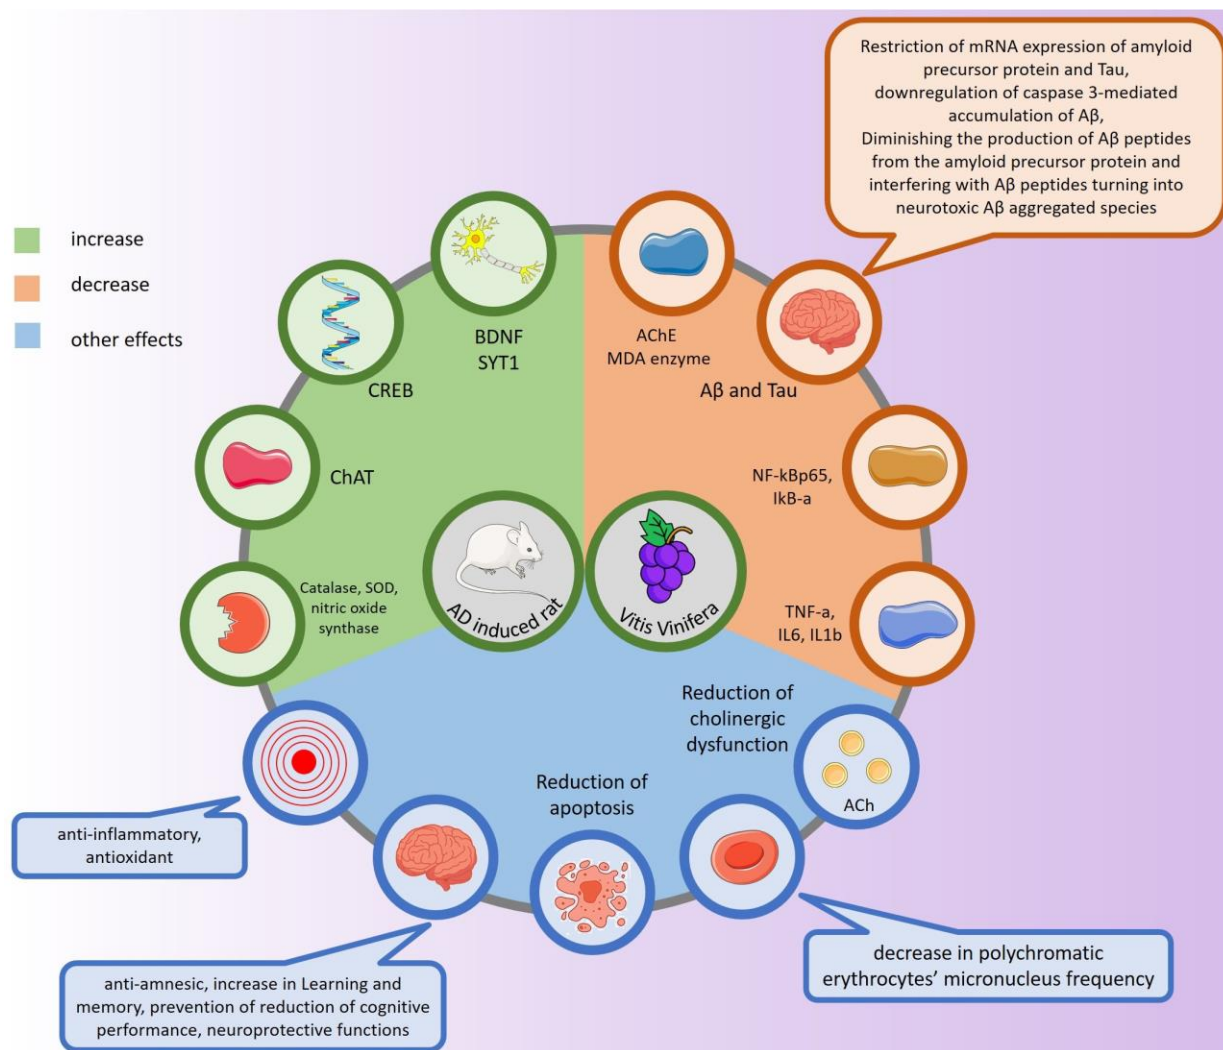 Restriction of mRNA expression of amyloid
precursor protein and Tau,
downregulation of caspase 3-mediated
accumulation of Aβ,
Diminishing the production of Aβ peptides
from the amyloid precursor protein and
interfering with Aβ peptides turning into
neurotoxic Aβ aggregated species
increase
decrease
other effects
BDNF
SYT1
AChE
MDA enzyme
CREB
Aβ and Tau
ChAT
NF-kBp65,
IkB-a
Catalase, SOD,
nitric oxide
synthase
AD induced rat
Vitis Vinifera
TNF-a,
IL6, IL1b
Reduction of
cholinergic
dysfunction
Reduction of
apoptosis
ACh
anti-inflammatory,
antioxidant
decrease in polychromatic
erythrocytes’ micronucleus frequency
anti-amnesic, increase in Learning and
memory, prevention of reduction of cognitive
performance, neuroprotective functions